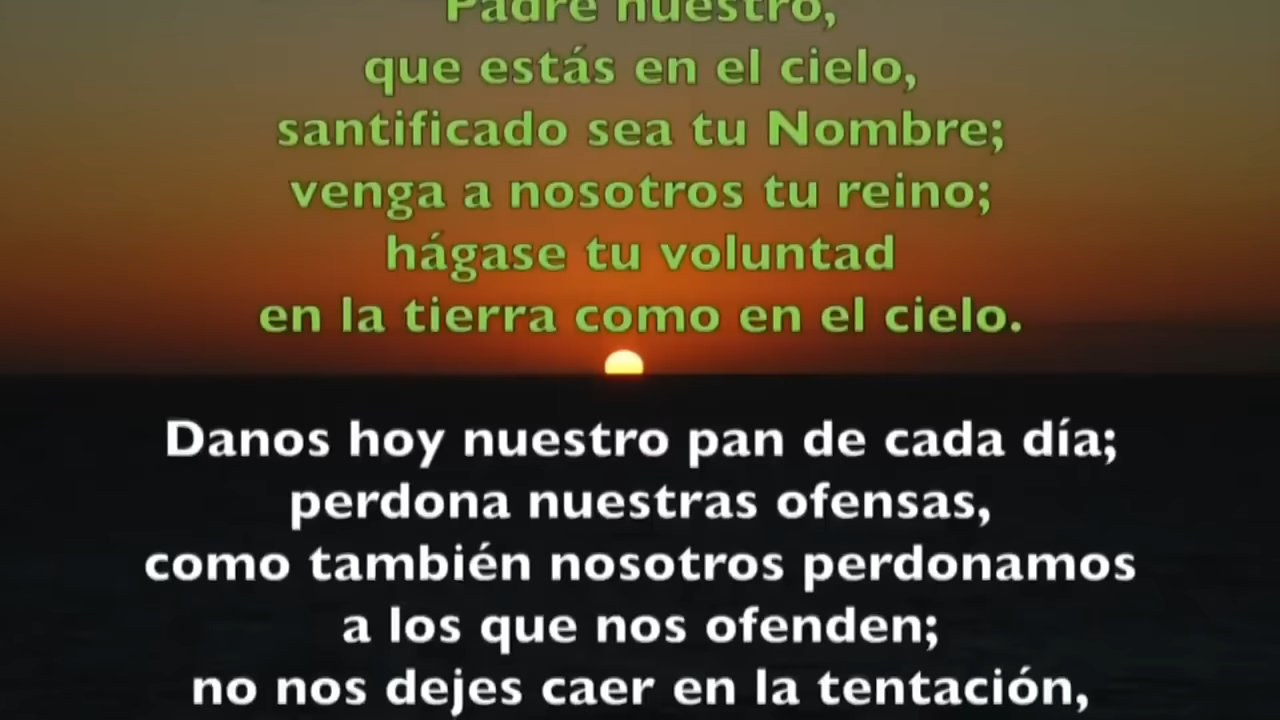 Padre nuestro,
que estás en el cielo,
santificado sea tu Nombre;
venga a nosotros tu reino;
hágase tu voluntad
en la tierra como en el cielo.
Danos hoy nuestro pan de cada día;
perdona nuestras ofensas,
como también nosotros perdonamos
a los que nos ofenden;
no nos dejes caer en la tentación,